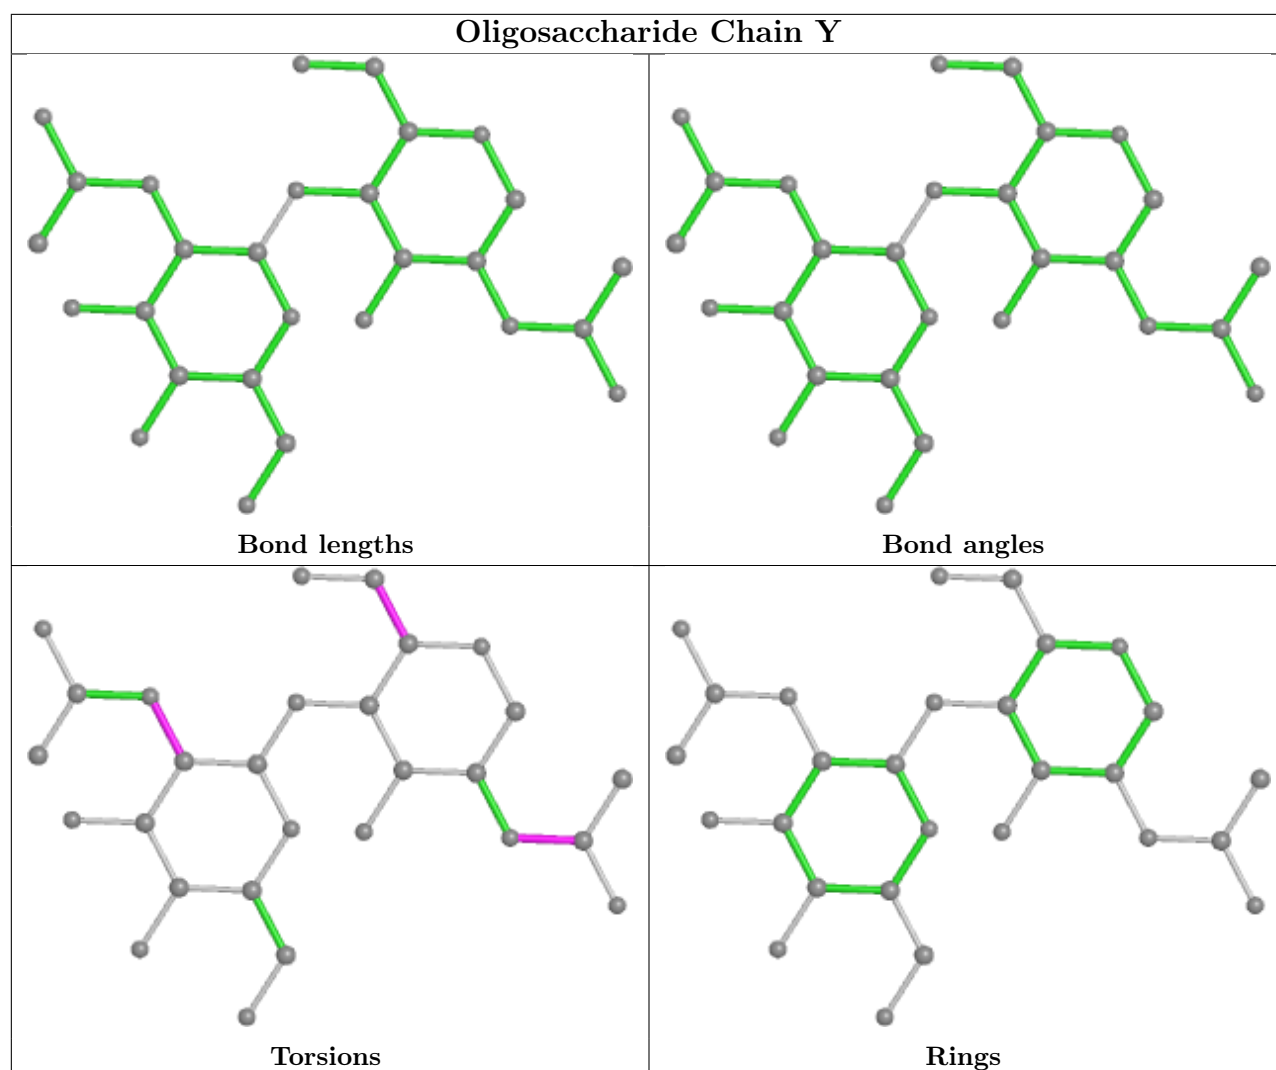 Oligosaccharide Chain Y
Bond lengths
Bond angles
Torsions
Rings